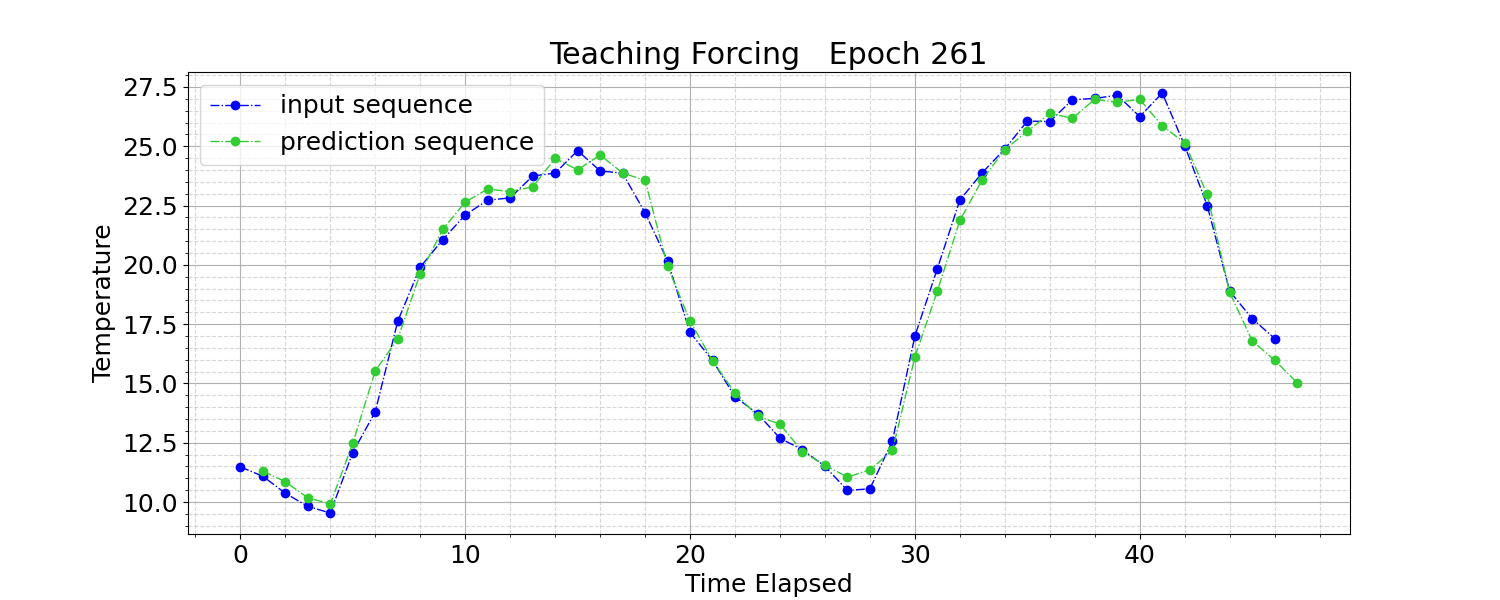 Teaching Forcing   Epoch 261
input sequence
prediction sequence
Temperature
27.5
25.0
22.5
20.0
17.5
15.0
12.5
10.0
0 10 20 30 40
Time Elapsed